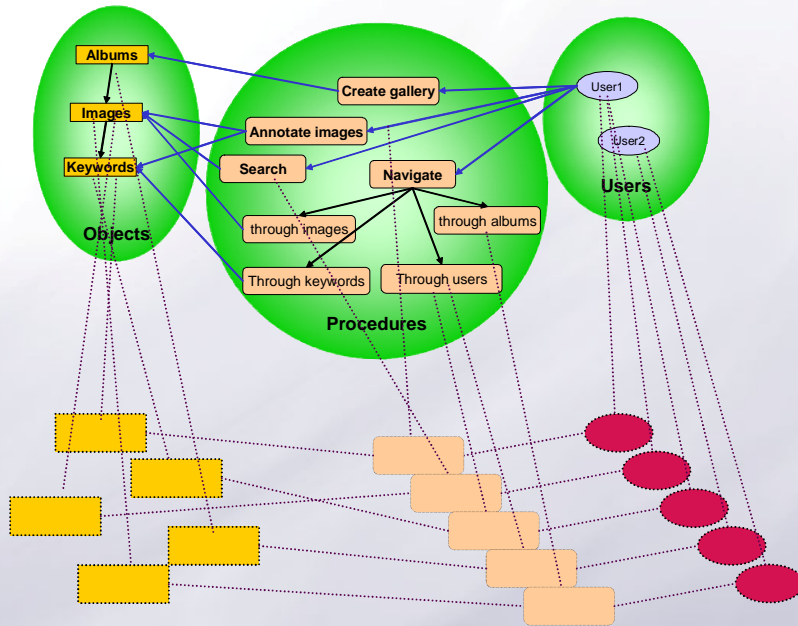 Albums
Images
Keywords
Objects
Create gallery
Annotate images
Search
Navigate
through images
through albums
Through keywords
Through users
Procedures
User1
User2
Users